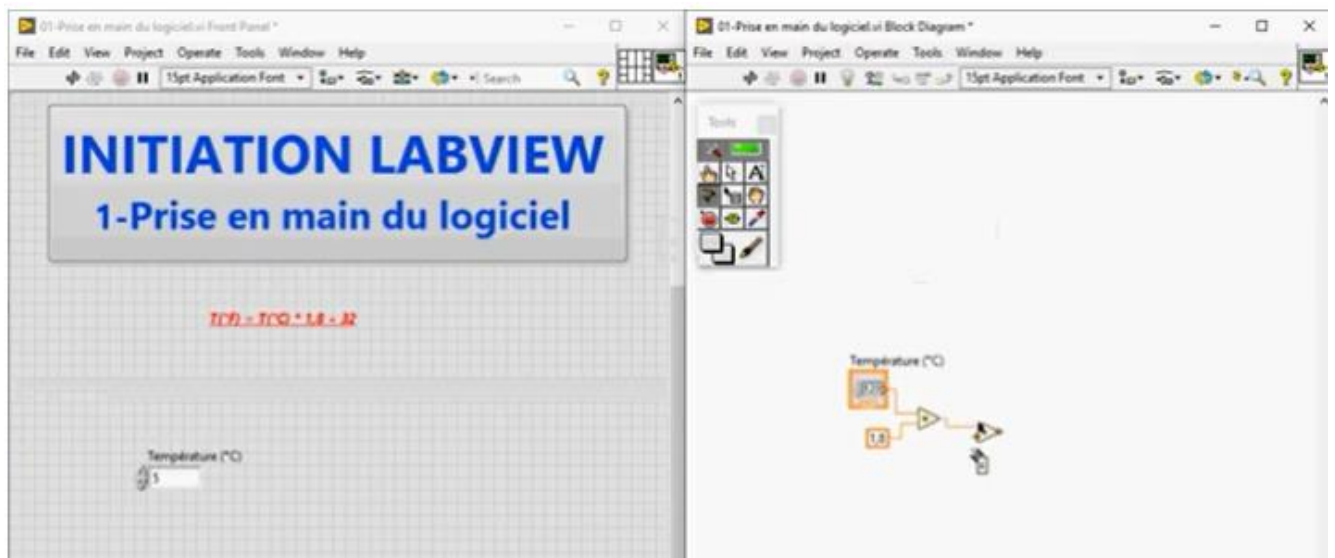 01-Prise en main du logiciel.vi Front Panel *
File Edit View Project Operate Tools Window Help
15pt Application Font
Search
INITIATION LABVIEW
1-Prise en main du logiciel
T(°F) = T(°C) * 1,8 + 32
Température (°C)
5
01-Prise en main du logiciel.vi Block Diagram *
File Edit View Project Operate Tools Window Help
15pt Application Font
Tools
A
Température (°C)
1,8